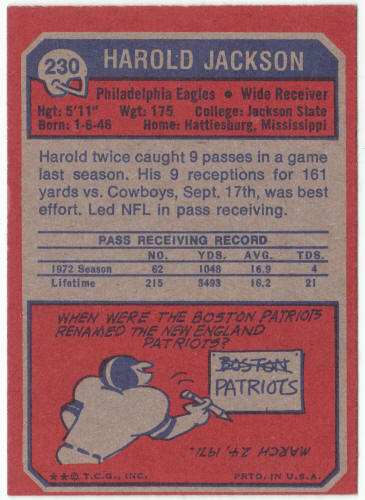 230
HAROLD JACKSON
Philadelphia Eagles • Wide Receiver
Hgt: 5'11" Wgt: 175 College: Jackson State
Born: 1-6-46 Home: Hattiesburg, Mississippi
Harold twice caught 9 passes in a game
last season. His 9 receptions for 161
yards vs. Cowboys, Sept. 17th, was best
effort. Led NFL in pass receiving.
PASS RECEIVING RECORD
NO. YDS. AVG. TDS.
1972 Season 62 1048 16.9 4
Lifetime 215 3493 16.2 21
WHEN WERE THE BOSTON PATRIOTS
RENAMED THE NEW ENGLAND
PATRIOTS?
BOSTON
PATRIOTS
MARCH 24, 1971.
★★© T.C.G., INC. PRTD. IN U.S.A.